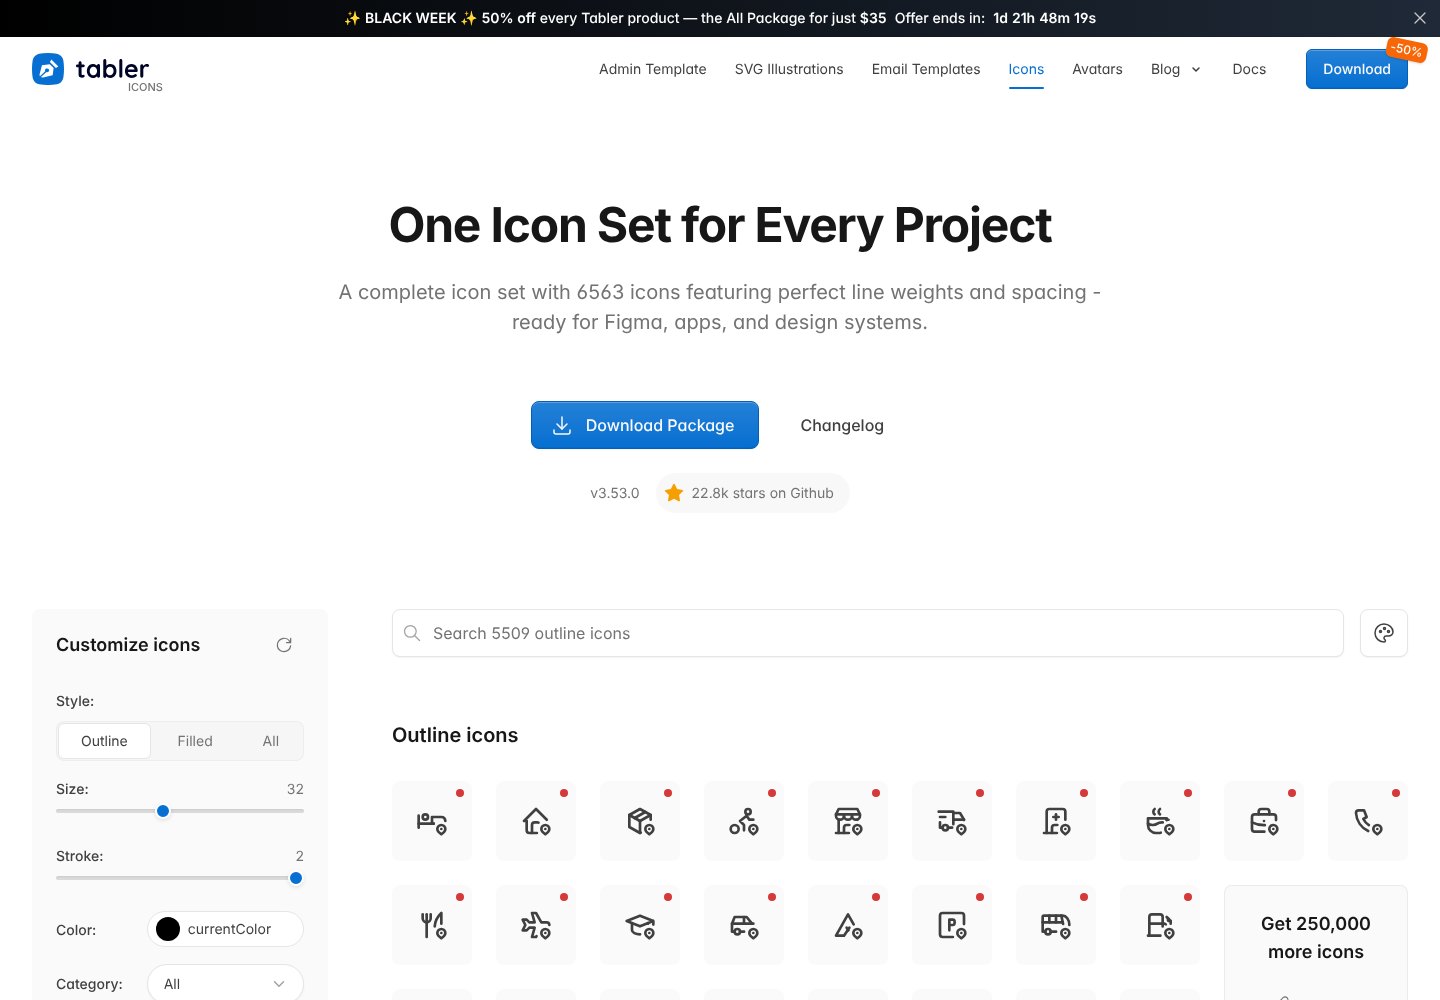 ✨ BLACK WEEK ✨ 50% off every Tabler product — the All Package for just $35 Offer ends in: 1d 21h 48m 19s
tabler
ICONS
Admin Template SVG Illustrations Email Templates Icons Avatars Blog Docs Download
-50%
One Icon Set for Every Project
A complete icon set with 6563 icons featuring perfect line weights and spacing -
ready for Figma, apps, and design systems.
Download Package Changelog
v3.53.0 22.8k stars on Github
Customize icons
Style:
Outline Filled All
Size: 32
Stroke: 2
Color: currentColor
Category: All
Search 5509 outline icons
Outline icons
P
Get 250,000
more icons